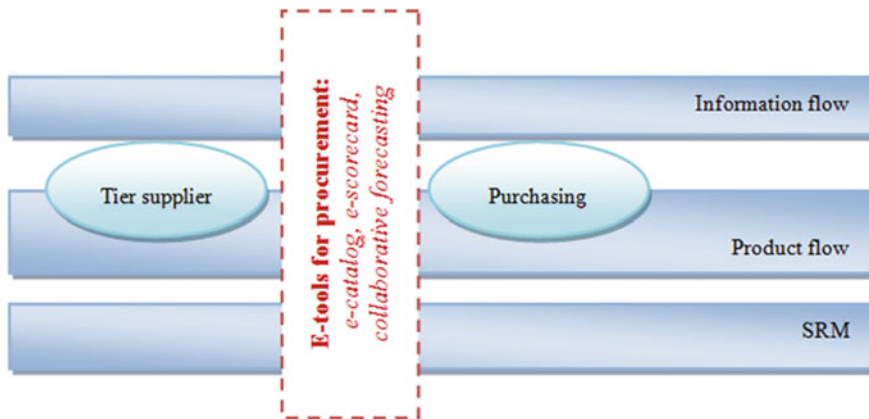 Information flow
Tier supplier
E-tools for procurement:
e-catalog, e-scorecard,
collaborative forecasting
Purchasing
Product flow
SRM